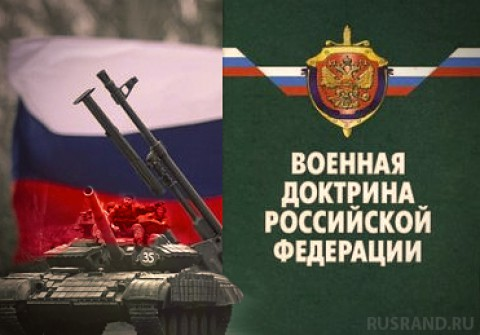 35
ВОЕННАЯ
ДОКТРИНА
РОССИЙСКОЙ
ФЕДЕРАЦИИ
RUSRAND.RU